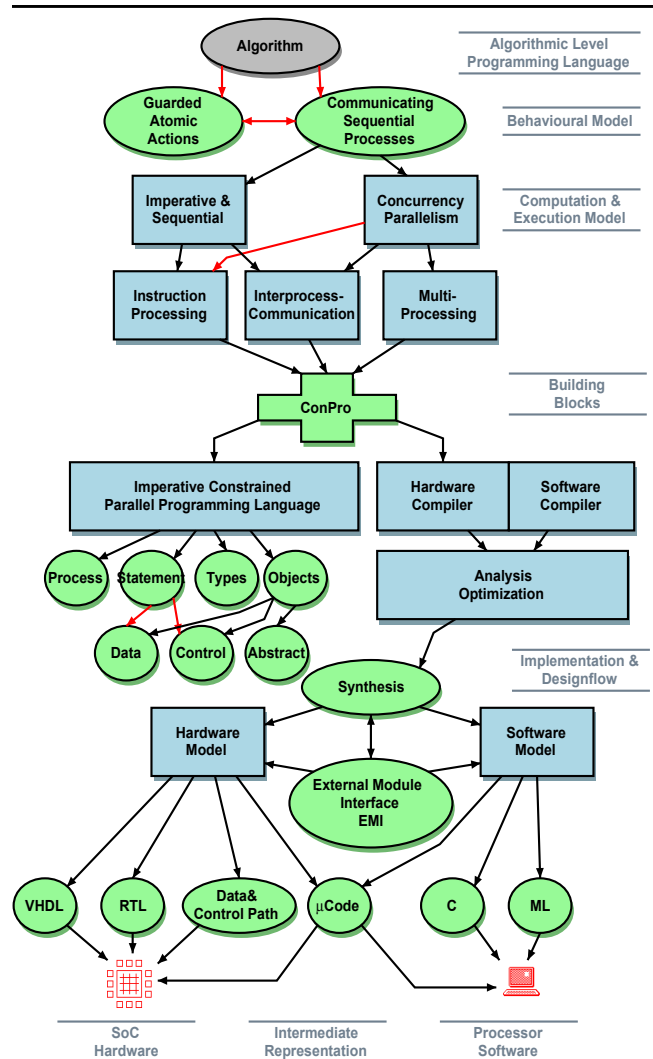 Algorithm
Algorithmic Level
Programming Language
Guarded
Atomic
Actions
Communicating
Sequential
Processes
Behavioural Model
Imperative &
Sequential
Concurrency
Parallelism
Computation &
Execution Model
Instruction
Processing
Interprocess-
Communication
Multi-
Processing
ConPro
Building
Blocks
Imperative Constrained
Parallel Programming Language
Hardware
Compiler
Software
Compiler
Process
Statement
Types
Objects
Analysis
Optimization
Data
Control
Abstract
Implementation &
Designflow
Synthesis
Hardware
Model
Software
Model
External Module
Interface
EMI
VHDL
RTL
Data&
Control Path
μCode
C
ML
SoC
Hardware
Intermediate
Representation
Processor
Software